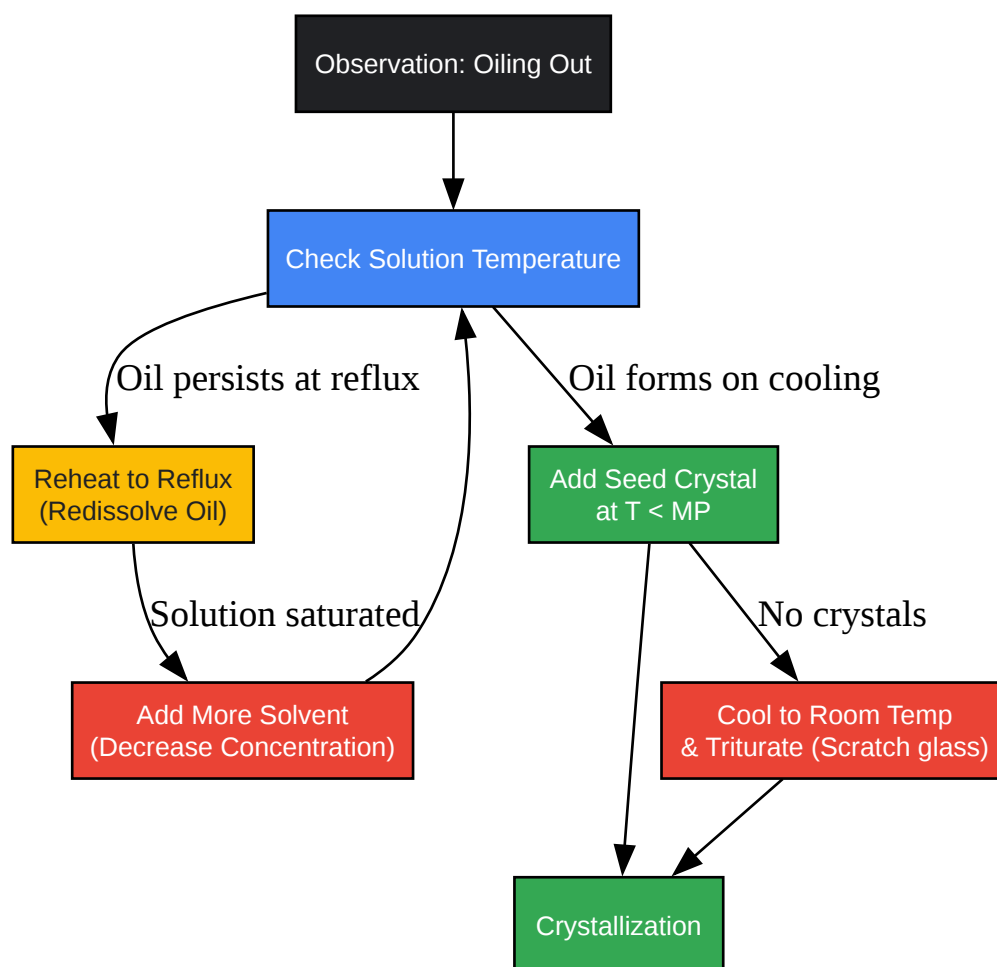 Observation: Oiling Out
Check Solution Temperature
Oil persists at reflux
Oil forms on cooling
Reheat to Reflux
(Redissolve Oil)
Add Seed Crystal
at T < MP
Solution saturated
No crystals
Add More Solvent
(Decrease Concentration)
Cool to Room Temp
& Triturate (Scratch glass)
Crystallization